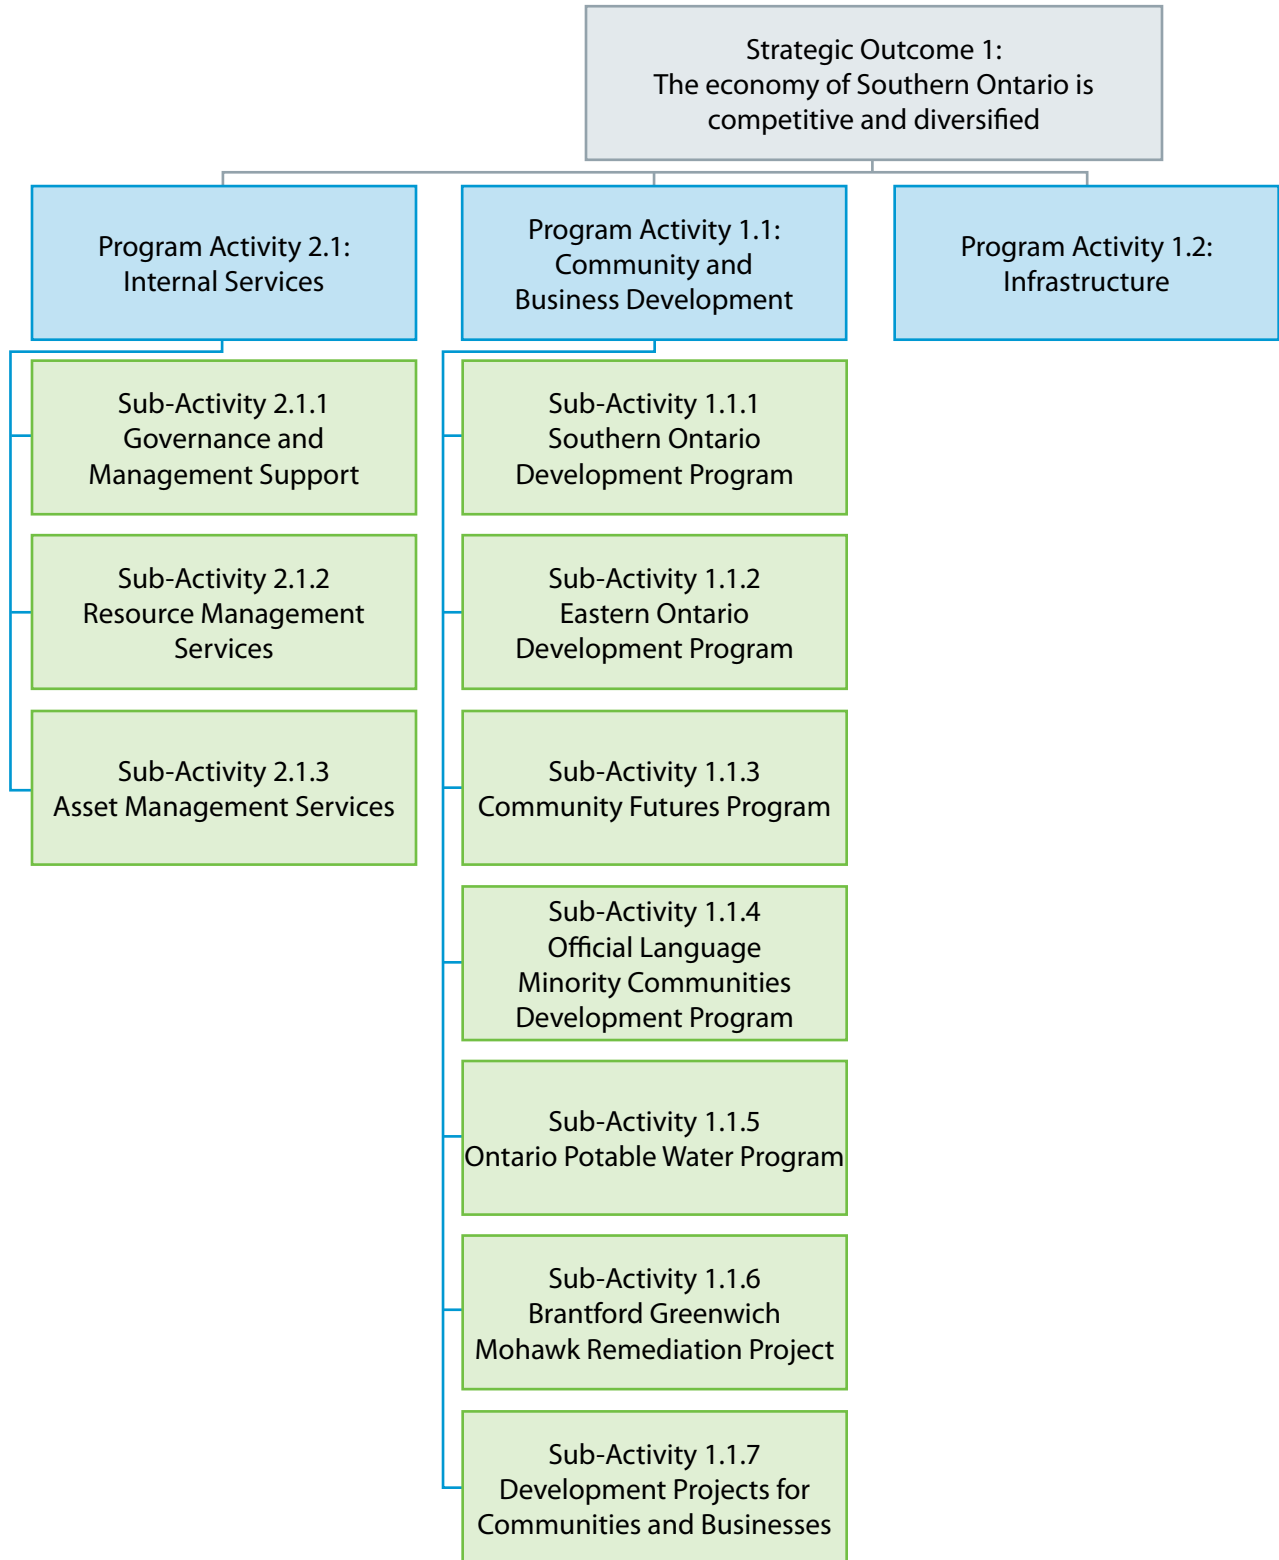 Strategic Outcome 1:
The economy of Southern Ontario is
competitive and diversified
Program Activity 2.1:
Internal Services
Program Activity 1.1:
Community and
Business Development
Program Activity 1.2:
Infrastructure
Sub-Activity 2.1.1
Governance and
Management Support
Sub-Activity 2.1.2
Resource Management
Services
Sub-Activity 2.1.3
Asset Management Services
Sub-Activity 1.1.1
Southern Ontario
Development Program
Sub-Activity 1.1.2
Eastern Ontario
Development Program
Sub-Activity 1.1.3
Community Futures Program
Sub-Activity 1.1.4
Official Language
Minority Communities
Development Program
Sub-Activity 1.1.5
Ontario Potable Water Program
Sub-Activity 1.1.6
Brantford Greenwich
Mohawk Remediation Project
Sub-Activity 1.1.7
Development Projects for
Communities and Businesses